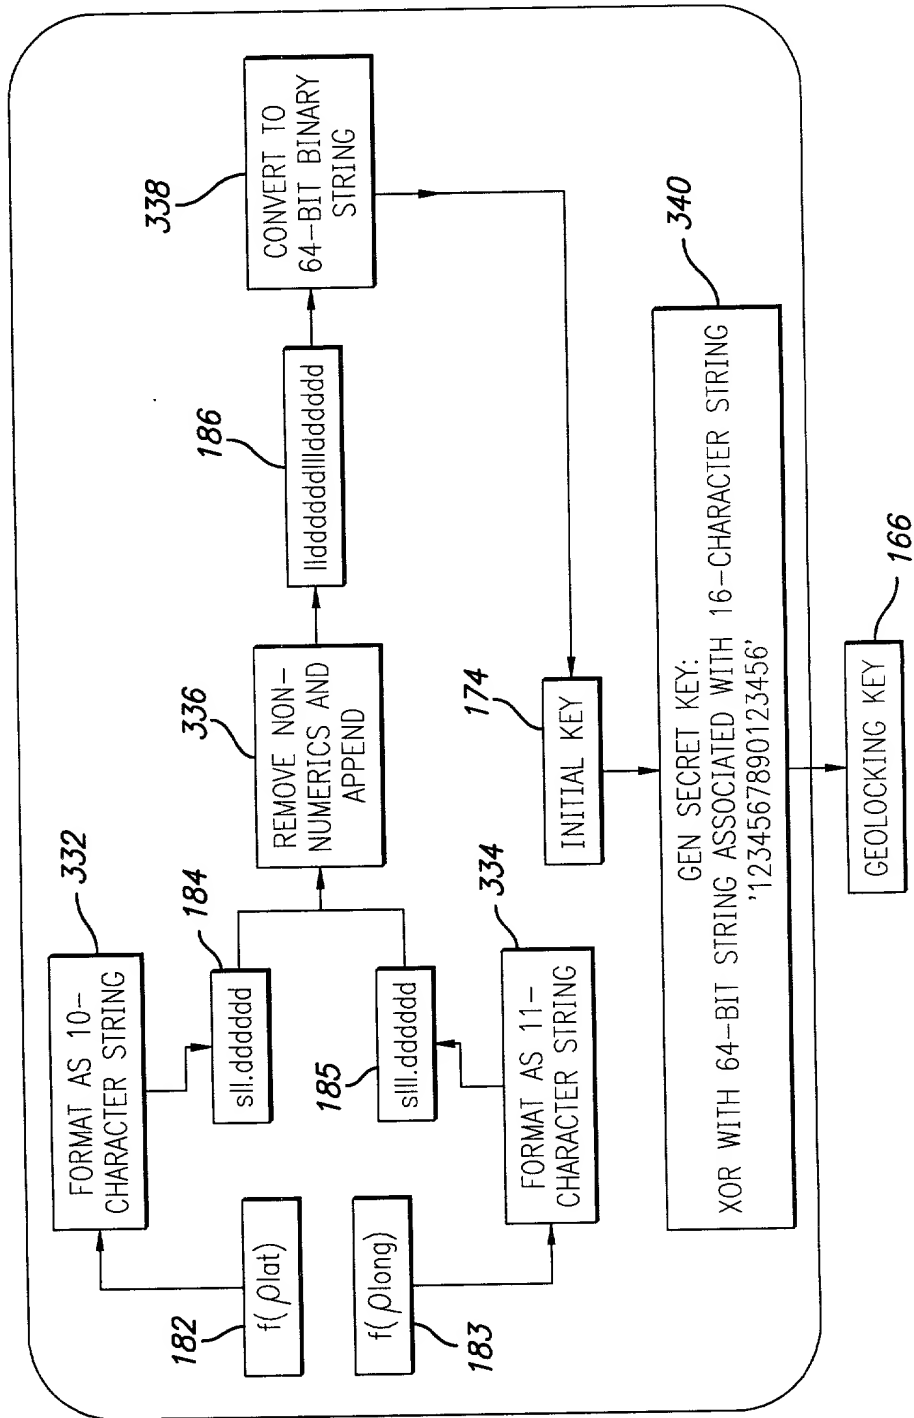 332
FORMAT AS 10-
CHARACTER STRING
184
sll.dddddd
182
f(ρlat)
f(ρlong)
183
185
slll.dddddd
334
FORMAT AS 11-
CHARACTER STRING
336
REMOVE NON-
NUMERICS AND
APPEND
186
llddddddllldddddd
338
CONVERT TO
64-BIT BINARY
STRING
174
INITIAL KEY
340
GEN SECRET KEY:
XOR WITH 64-BIT STRING ASSOCIATED WITH 16-CHARACTER STRING
'1234567890123456'
GEOLOCKING KEY
166